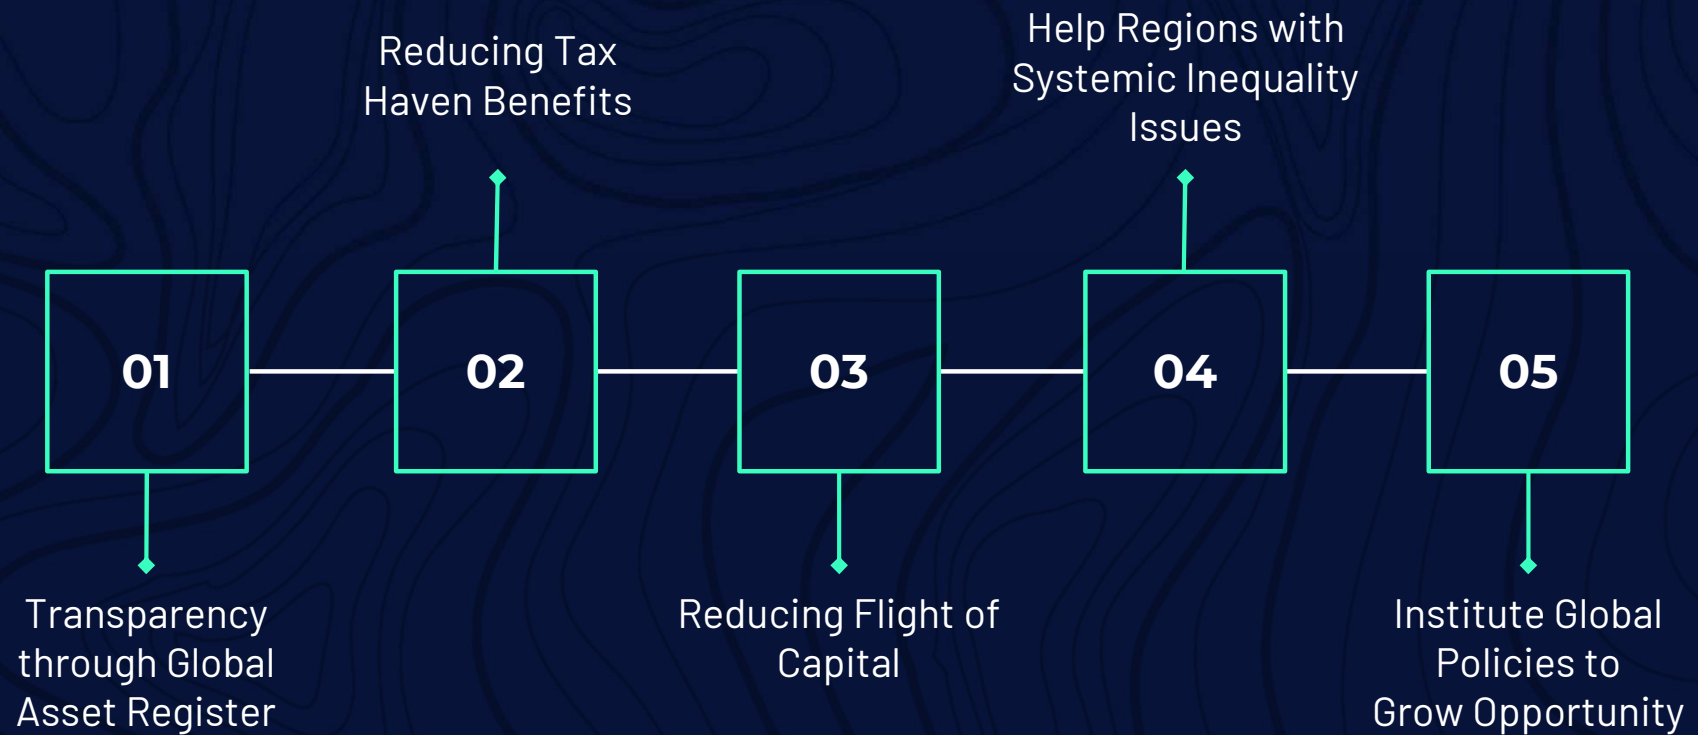 Reducing Tax
Haven Benefits
Help Regions with
Systemic Inequality
Issues
01
02
03
04
05
Transparency
through Global
Asset Register
Reducing Flight of
Capital
Institute Global
Policies to
Grow Opportunity